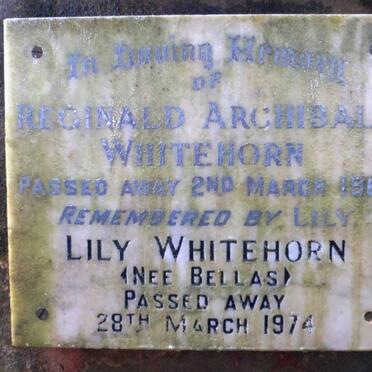 In Loving Memory
OF
REGINALD ARCHIBAL
WHITEHORN
PASSED AWAY 2ND MARCH 19
REMEMBERED BY LILY
LILY WHITEHORN
(NEE BELLAS)
PASSED AWAY
28TH MARCH 1974